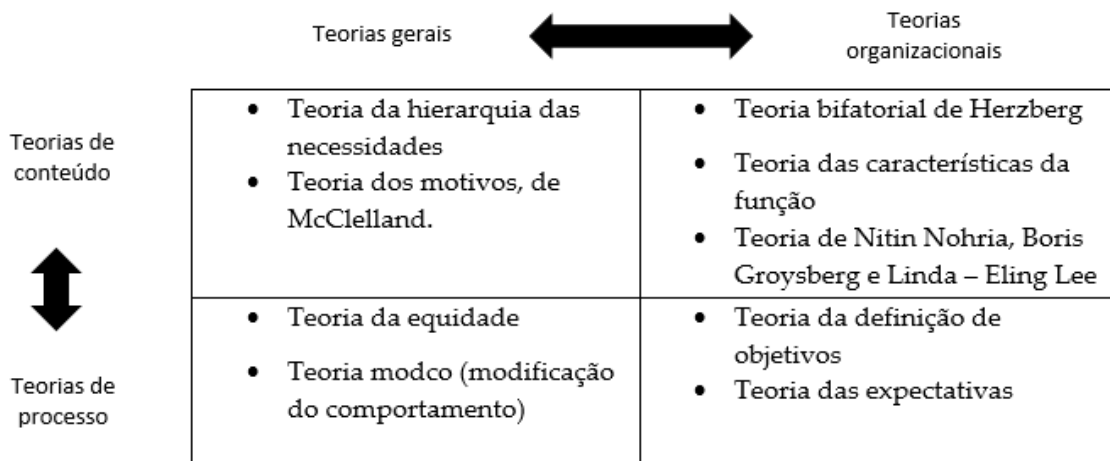 Teorias gerais
Teorias
organizacionais
Teorias de
conteúdo
• Teoria da hierarquia das
necessidades
• Teoria dos motivos, de
McClelland.
• Teoria bifatorial de Herzberg
• Teoria das características da
função
• Teoria de Nitin Nohria, Boris
Groysberg e Linda – Eling Lee
Teorias de
processo
• Teoria da equidade
• Teoria modco (modificação
do comportamento)
• Teoria da definição de
objetivos
• Teoria das expectativas